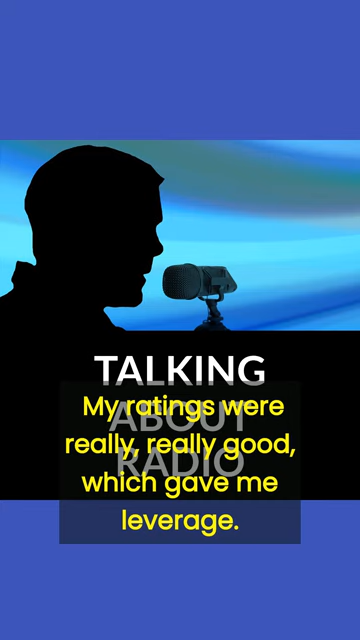 TALKING
ABOUT
RADIO
My ratings were
really, really good,
which gave me
leverage.